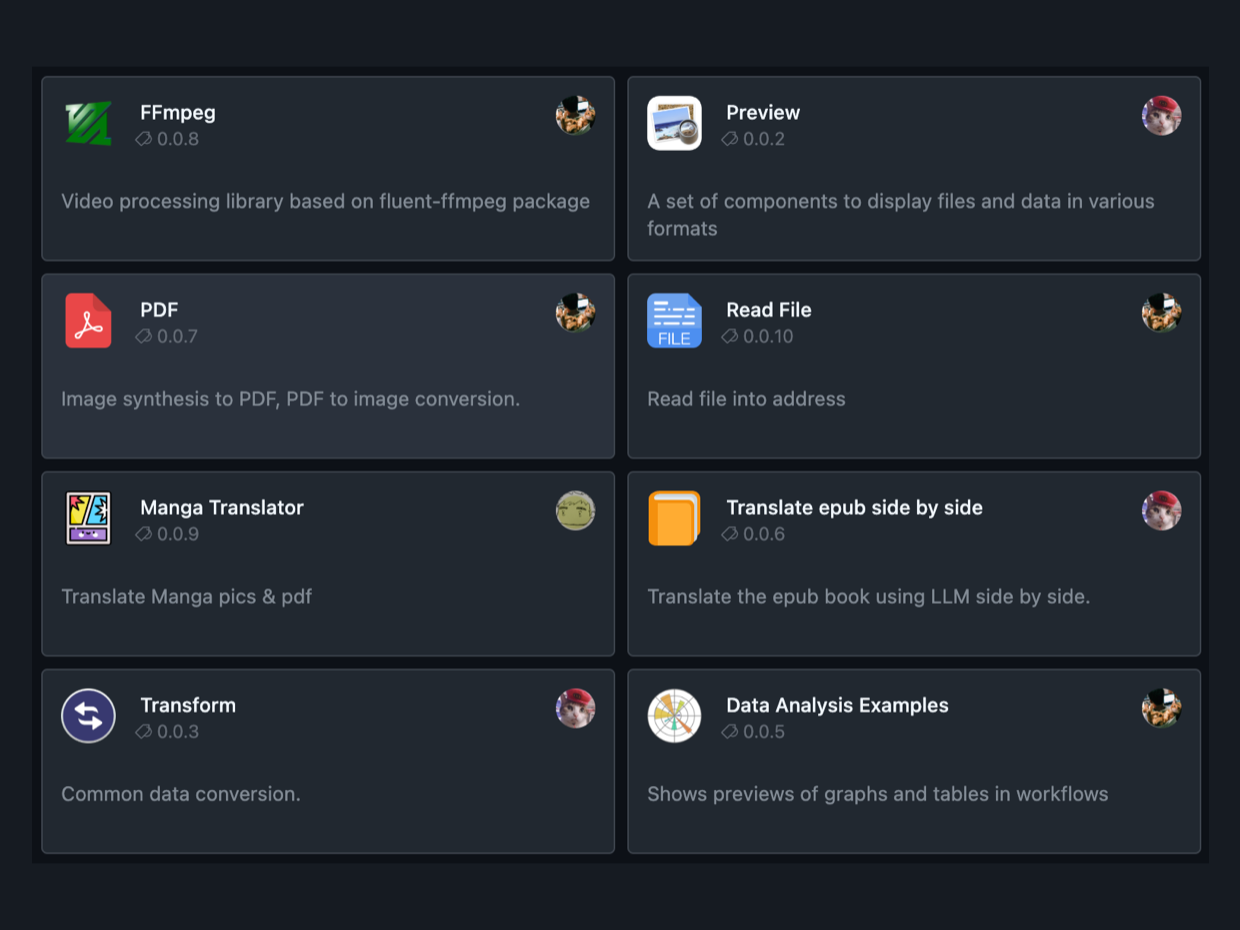 FFmpeg
0.0.8
Video processing library based on fluent-ffmpeg package
Preview
0.0.2
A set of components to display files and data in various
formats
PDF
0.0.7
Image synthesis to PDF, PDF to image conversion.
FILE
Read File
0.0.10
Read file into address
Manga Translator
0.0.9
Translate Manga pics & pdf
Translate epub side by side
0.0.6
Translate the epub book using LLM side by side.
Transform
0.0.3
Common data conversion.
Data Analysis Examples
0.0.5
Shows previews of graphs and tables in workflows